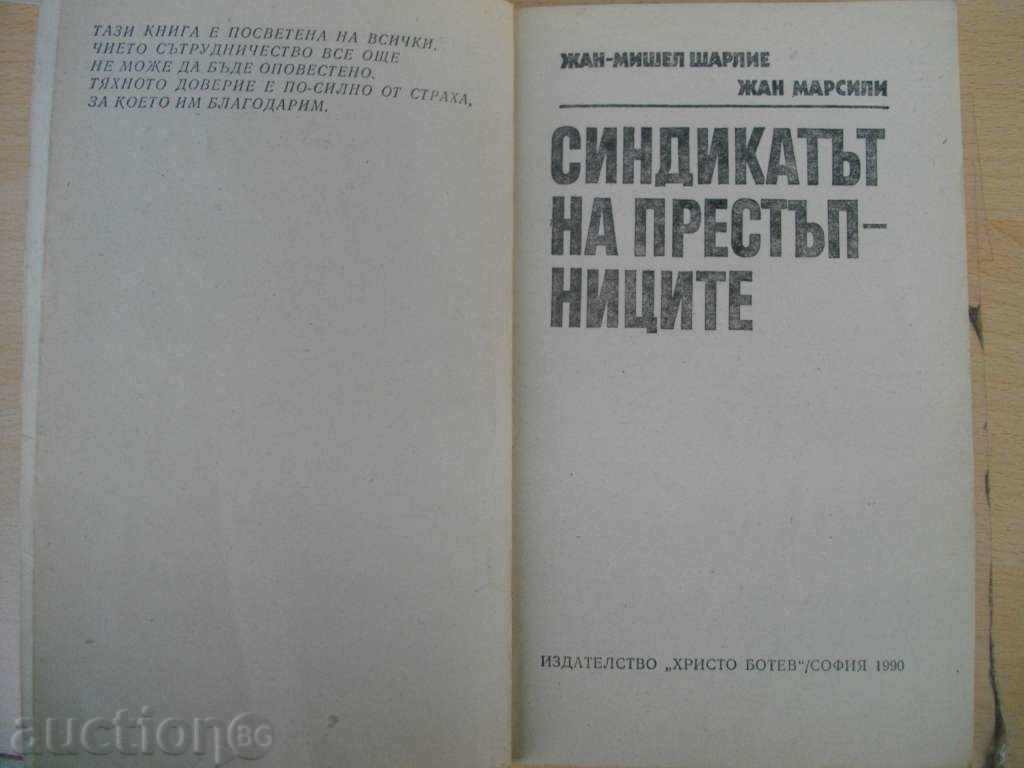 ТАЗИ КНИГА Е ПОСВЕТЕНА НА ВСИЧКИ,
ЧИЕТО СЪТРУДНИЧЕСТВО ВСЕ ОЩЕ
НЕ МОЖЕ ДА БЪДЕ ОПОВЕСТЕНО.
ТЯХНОТО ДОВЕРИЕ Е ПО-СИЛНО ОТ СТРАХА,
ЗА КОЕТО ИМ БЛАГОДАРИМ.
ЖАН-МИШЕЛ ШАРЛИЕ
ЖАН МАРСИЛИ
СИНДИКАТЪТ
НА ПРЕСТЪП-
НИЦИТЕ
ИЗДАТЕЛСТВО „ХРИСТО БОТЕВ“/СОФИЯ 1990
auction BG